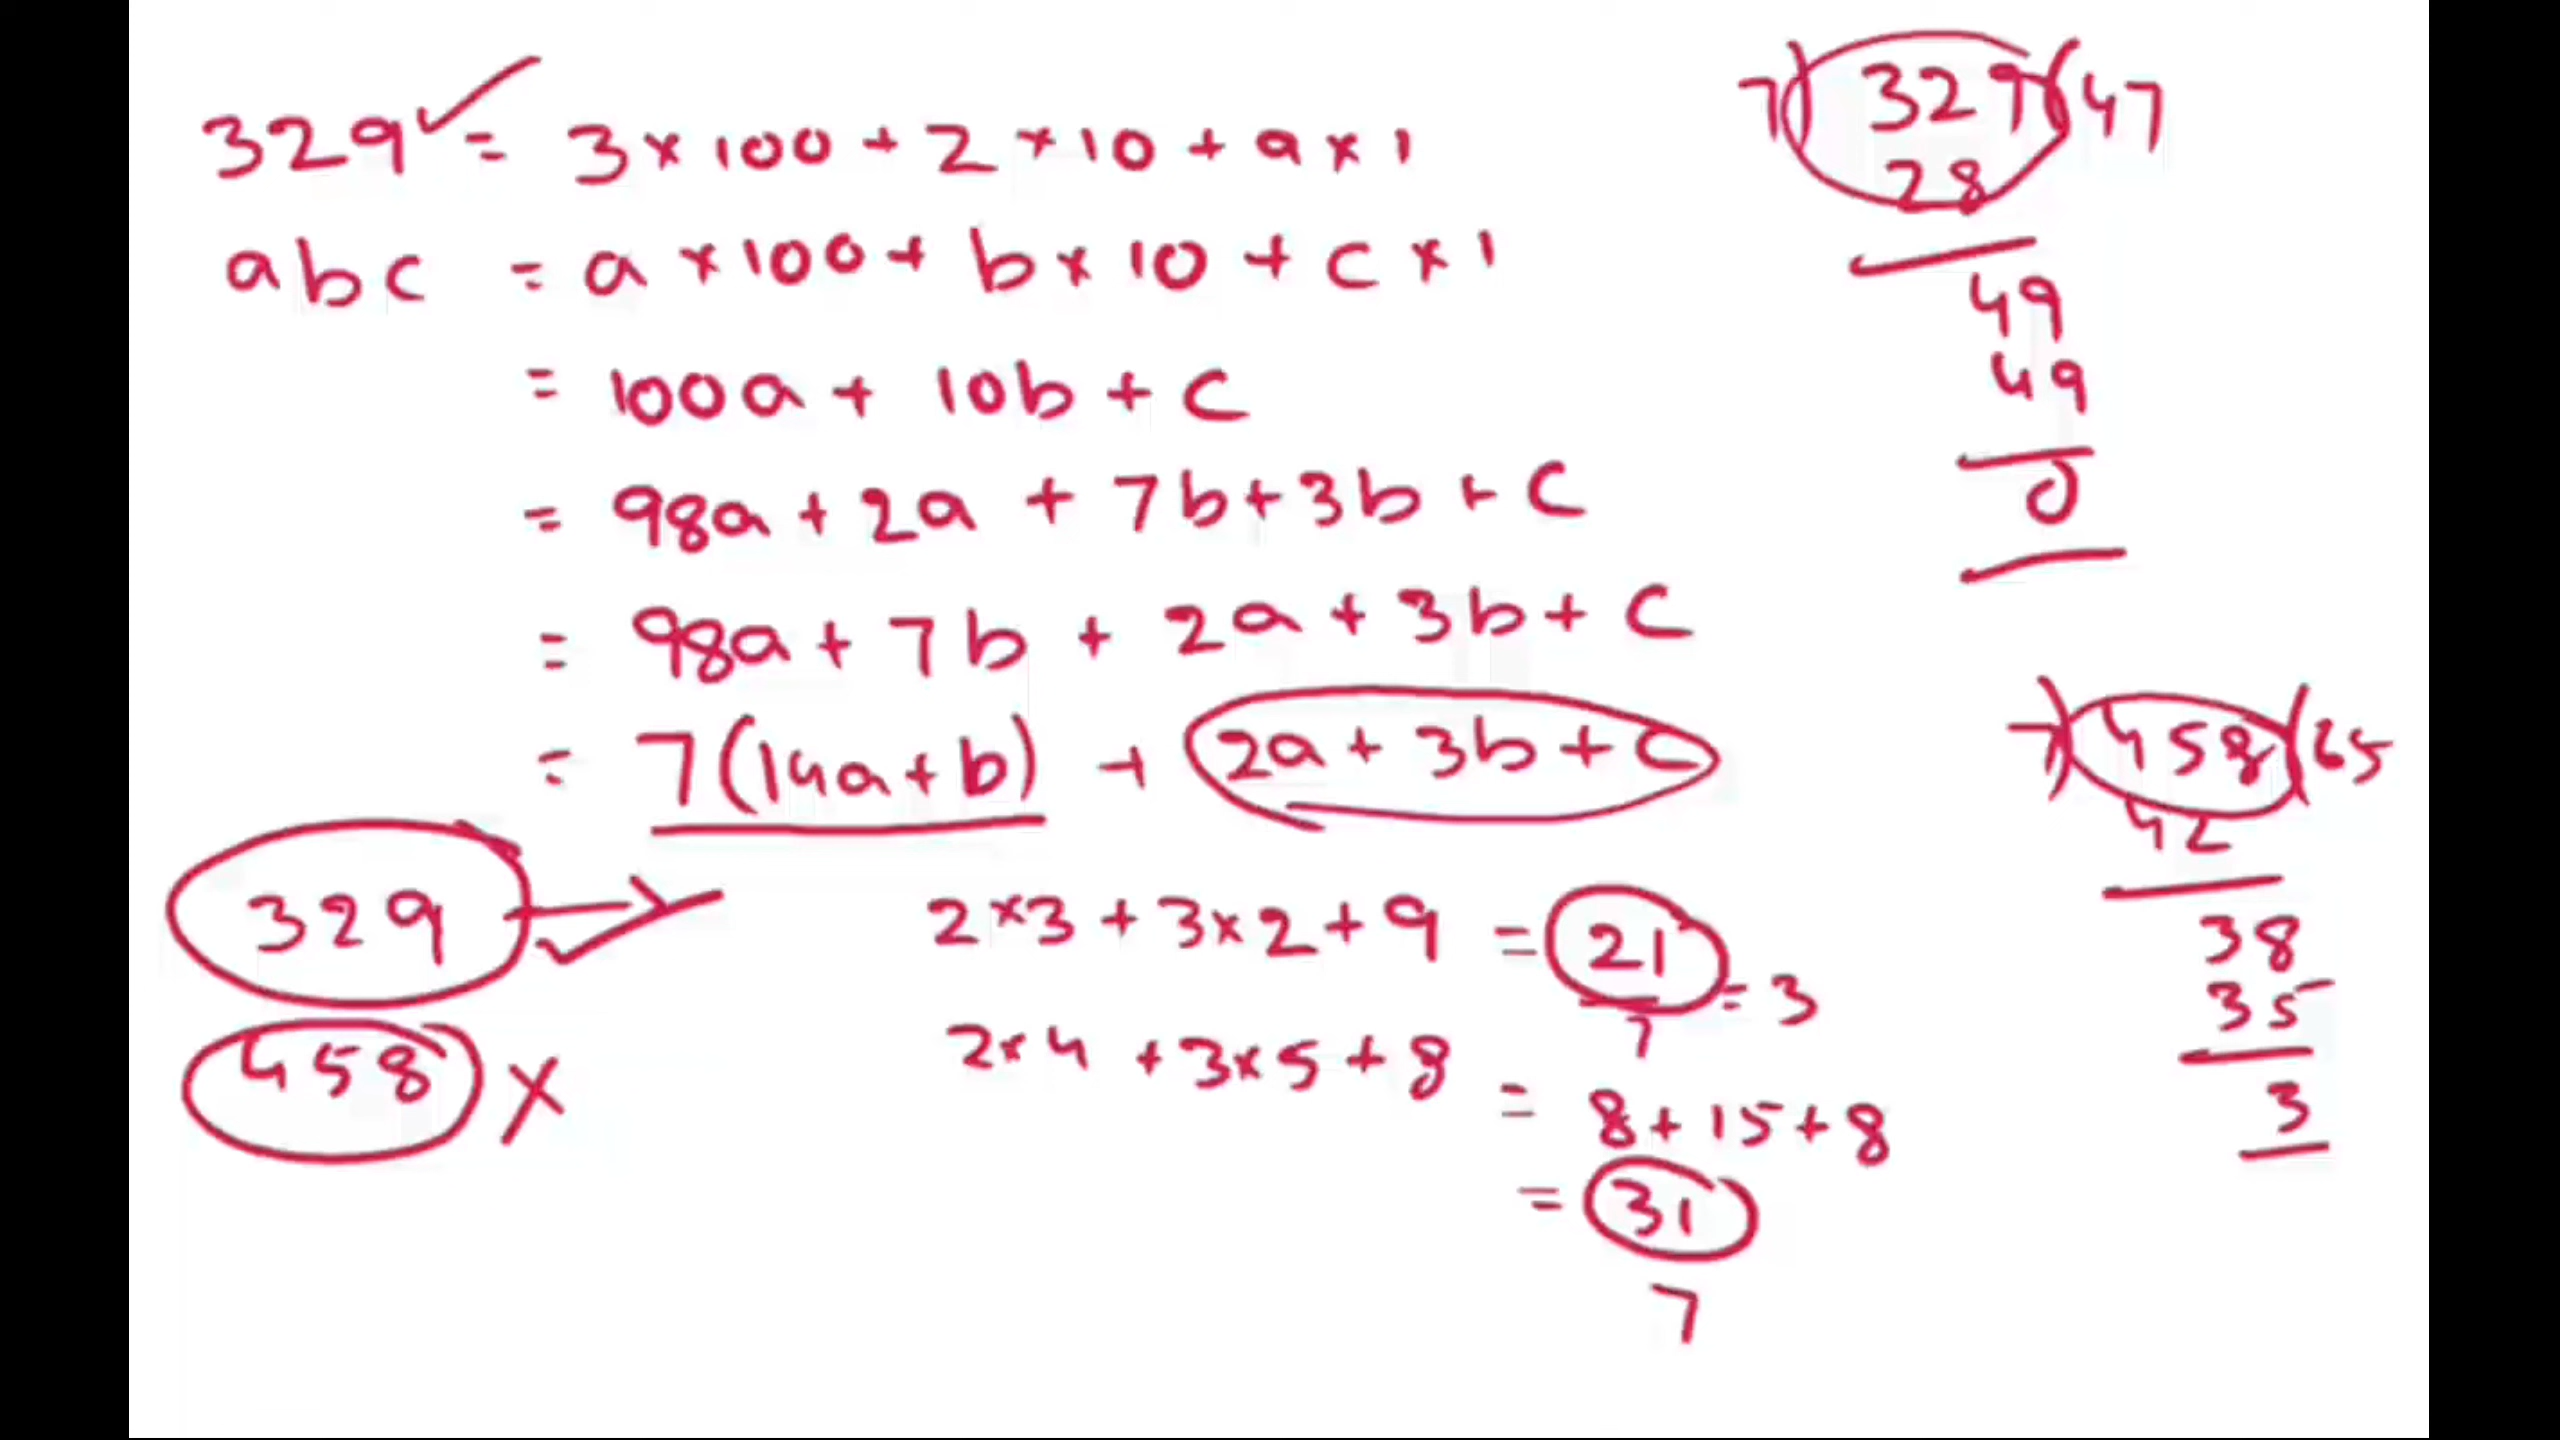 329 = 3 × 100 + 2 × 10 + 9 × 1
abc = a × 100 + b × 10 + c × 1
= 100a + 10b + c
= 98a + 2a + 7b + 3b + c
= 98a + 7b + 2a + 3b + c
= 7(14a + b) + 2a + 3b + c
329 → ✓ 2×3 + 3×2 + 9 = 21
7
= 3
458 × 2×4 + 3×5 + 8
= 8 + 15 + 8
= 31
7
7) 329 (47
28
49
49
0
7) 458 (65
42
38
35
3